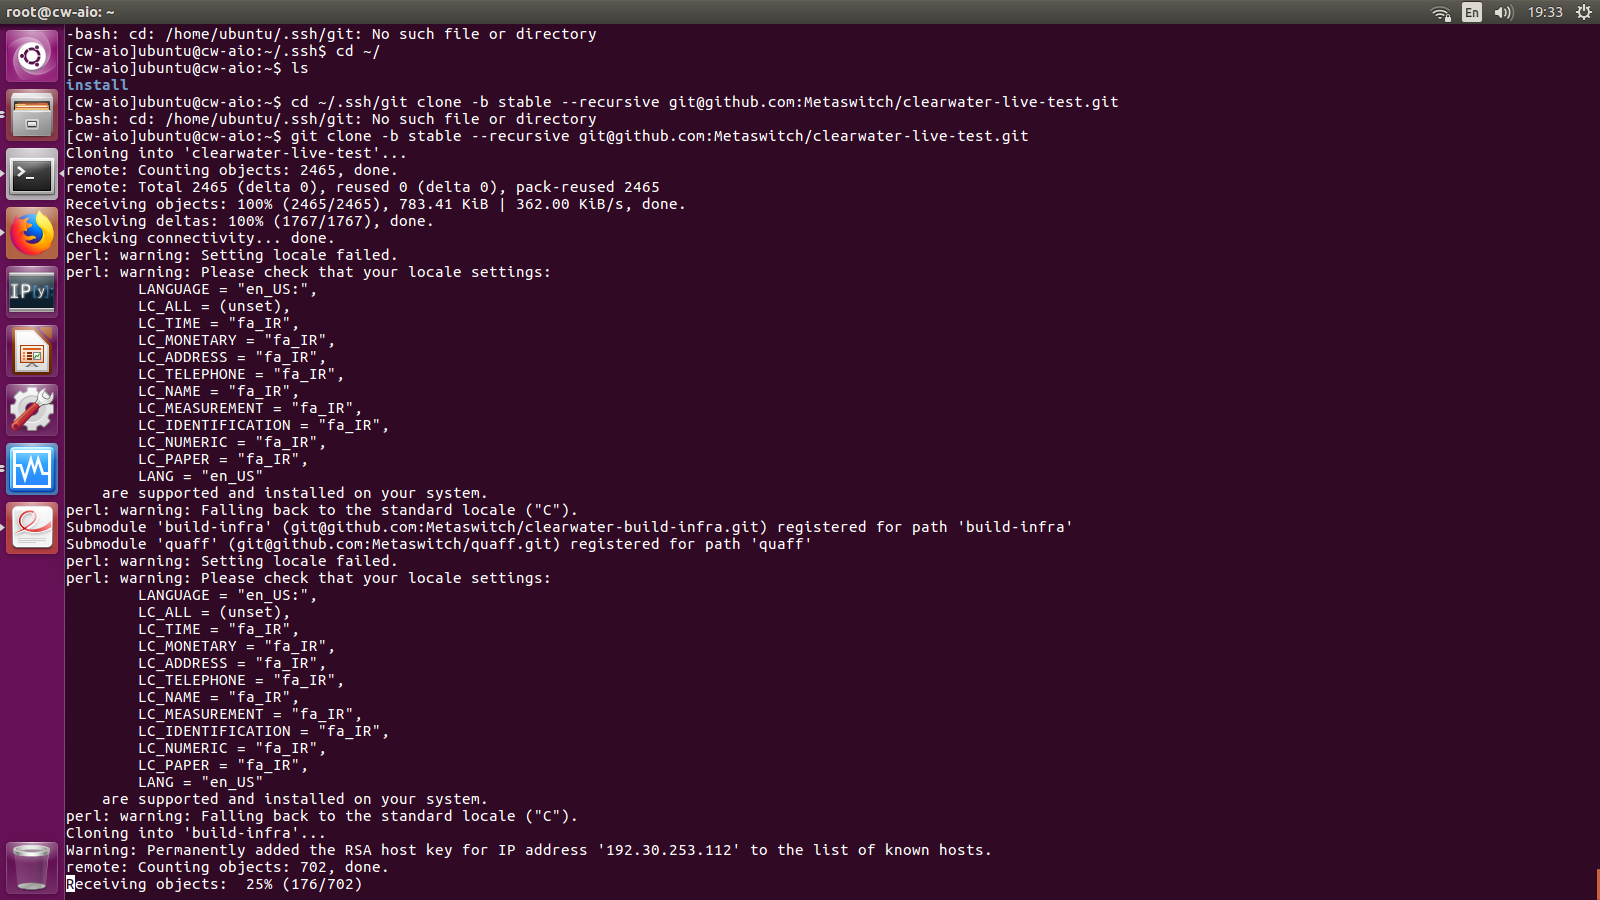 root@cw-aio: ~
En
19:33
-bash: cd: /home/ubuntu/.ssh/git: No such file or directory
[cw-aio]ubuntu@cw-aio:~/.ssh$ cd ~/
[cw-aio]ubuntu@cw-aio:~$ ls
install
[cw-aio]ubuntu@cw-aio:~$ cd ~/.ssh/git clone -b stable --recursive git@github.com:Metaswitch/clearwater-live-test.git
-bash: cd: /home/ubuntu/.ssh/git: No such file or directory
[cw-aio]ubuntu@cw-aio:~$ git clone -b stable --recursive git@github.com:Metaswitch/clearwater-live-test.git
Cloning into 'clearwater-live-test'...
remote: Counting objects: 2465, done.
remote: Total 2465 (delta 0), reused 0 (delta 0), pack-reused 2465
Receiving objects: 100% (2465/2465), 783.41 KiB | 362.00 KiB/s, done.
Resolving deltas: 100% (1767/1767), done.
Checking connectivity... done.
perl: warning: Setting locale failed.
perl: warning: Please check that your locale settings:
LANGUAGE = "en_US:",
LC_ALL = (unset),
LC_TIME = "fa_IR",
LC_MONETARY = "fa_IR",
LC_ADDRESS = "fa_IR",
LC_TELEPHONE = "fa_IR",
LC_NAME = "fa_IR",
LC_MEASUREMENT = "fa_IR",
LC_IDENTIFICATION = "fa_IR",
LC_NUMERIC = "fa_IR",
LC_PAPER = "fa_IR",
LANG = "en_US"
are supported and installed on your system.
perl: warning: Falling back to the standard locale ("C").
Submodule 'build-infra' (git@github.com:Metaswitch/clearwater-build-infra.git) registered for path 'build-infra'
Submodule 'quaff' (git@github.com:Metaswitch/quaff.git) registered for path 'quaff'
perl: warning: Setting locale failed.
perl: warning: Please check that your locale settings:
LANGUAGE = "en_US:",
LC_ALL = (unset),
LC_TIME = "fa_IR",
LC_MONETARY = "fa_IR",
LC_ADDRESS = "fa_IR",
LC_TELEPHONE = "fa_IR",
LC_NAME = "fa_IR",
LC_MEASUREMENT = "fa_IR",
LC_IDENTIFICATION = "fa_IR",
LC_NUMERIC = "fa_IR",
LC_PAPER = "fa_IR",
LANG = "en_US"
are supported and installed on your system.
perl: warning: Falling back to the standard locale ("C").
Cloning into 'build-infra'...
Warning: Permanently added the RSA host key for IP address '192.30.253.112' to the list of known hosts.
remote: Counting objects: 702, done.
Receiving objects:  25% (176/702)
>_
IP[y]: